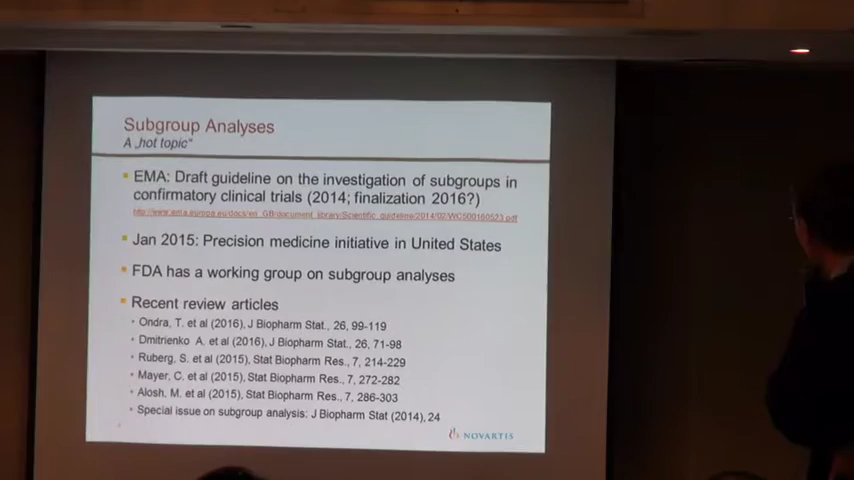 Subgroup Analyses
A „hot topic“
EMA: Draft guideline on the investigation of subgroups in
confirmatory clinical trials (2014; finalization 2016?)
http://www.ema.europa.eu/docs/en_GB/document_library/Scientific_guideline/2014/02/WC500160523.pdf
Jan 2015: Precision medicine initiative in United States
FDA has a working group on subgroup analyses
Recent review articles
Ondra, T. et al (2016), J Biopharm Stat., 26, 99-119
Dmitrienko A. et al (2016), J Biopharm Stat., 26, 71-98
Ruberg, S. et al (2015), Stat Biopharm Res., 7, 214-229
Mayer, C. et al (2015), Stat Biopharm Res., 7, 272-282
Alosh, M. et al (2015), Stat Biopharm Res., 7, 286-303
Special issue on subgroup analysis: J Biopharm Stat (2014), 24
NOVARTIS